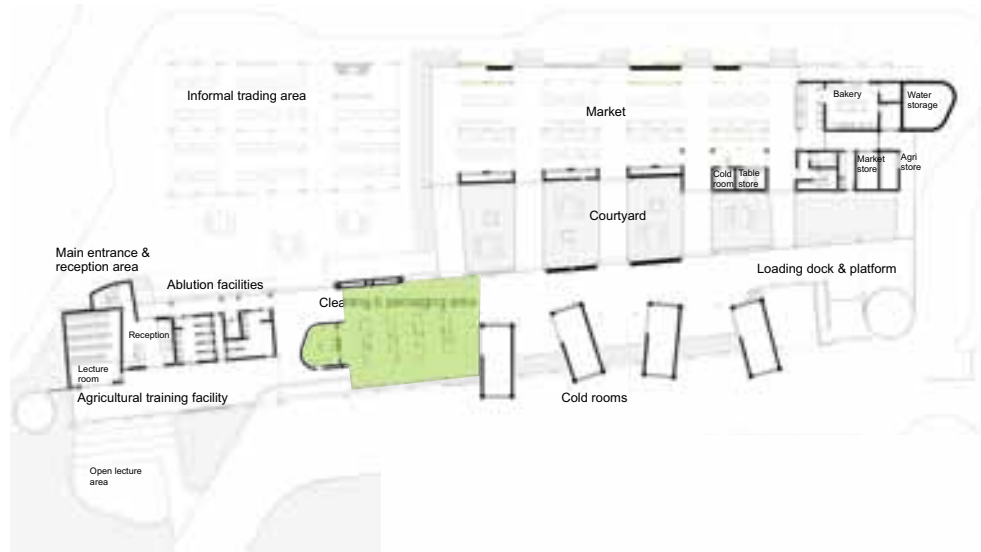 Informal trading area
Market
Bakery
Water
storage
Market
store
Agri
store
Cold
room
Table
store
Courtyard
Main entrance &
reception area
Ablution facilities
Loading dock & platform
Cleaning & packaging area
Reception
Lecture
room
Agricultural training facility
Cold rooms
Open lecture
area